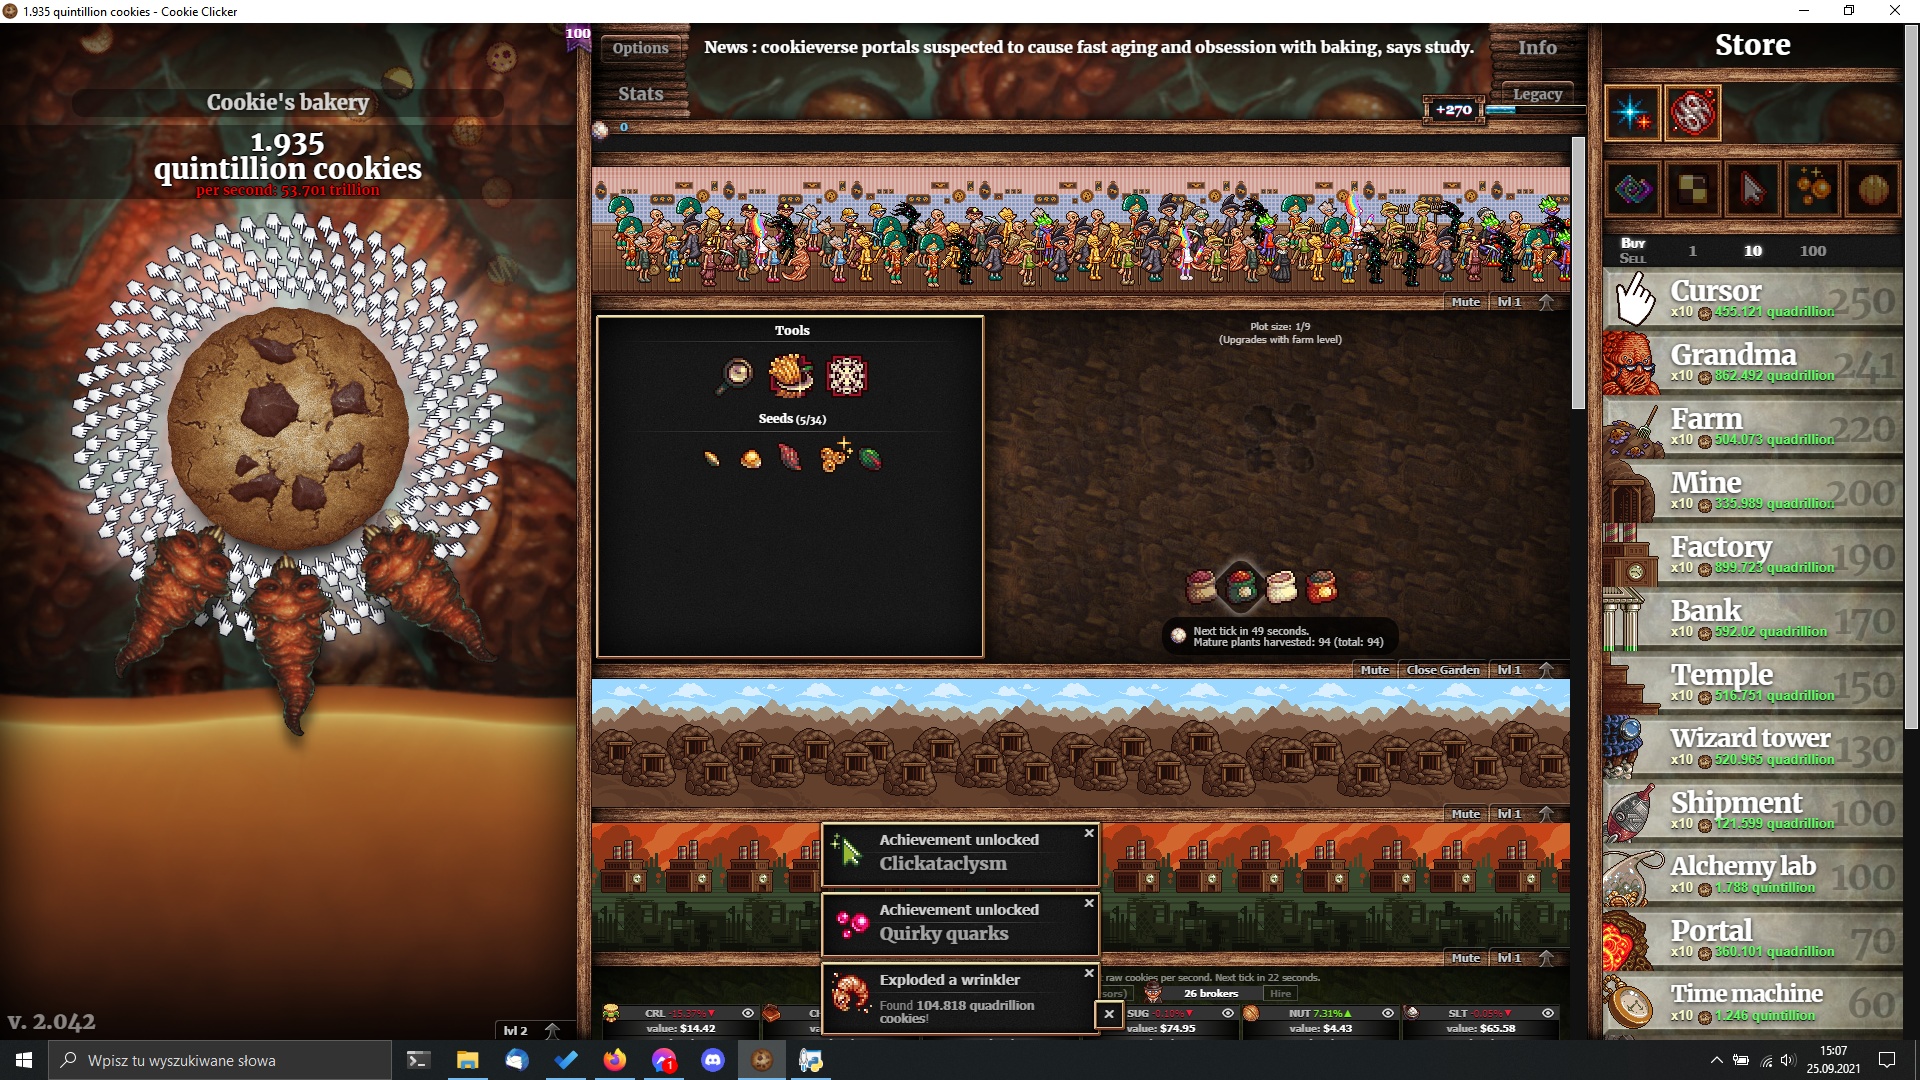 1.935 quintillion cookies - Cookie Clicker
100
Options
News : cookieverse portals suspected to cause fast aging and obsession with baking, says study.
Info
Stats
Legacy
+270
0
Cookie's bakery
1.935
quintillion cookies
per second: 53.701 trillion
Mute
lvl 1
Tools
Seeds (5/34)
Plot size: 1/9
(Upgrades with farm level)
Next tick in 49 seconds.
Mature plants harvested: 94 (total: 94)
Mute
Close Garden
lvl 1
Mute
lvl 1
Achievement unlocked
Clickataclysm
Achievement unlocked
Quirky quarks
Exploded a wrinkler
Found 104.818 quadrillion
cookies!
Mute
lvl 1
raw cookies per second. Next tick in 22 seconds.
sors)
26 brokers
Hire
CRL -15.37%▼
value: $14.42
CH
SUG -0.10%▼
value: $74.95
NUT 7.31%▲
value: $4.43
SLT -0.05%▼
value: $65.58
v. 2.042
lvl 2
Store
Buy
Sell
1
10
100
Cursor
x10 455.121 quadrillion
250
Grandma
x10 862.492 quadrillion
241
Farm
x10 504.073 quadrillion
220
Mine
x10 335.989 quadrillion
200
Factory
x10 899.723 quadrillion
190
Bank
x10 592.02 quadrillion
170
Temple
x10 516.751 quadrillion
150
Wizard tower
x10 520.965 quadrillion
130
Shipment
x10 121.599 quadrillion
100
Alchemy lab
x10 1.788 quintillion
100
Portal
x10 360.101 quadrillion
70
Time machine
x10 1.246 quintillion
60
Wpisz tu wyszukiwane słowa
1
15:07
25.09.2021